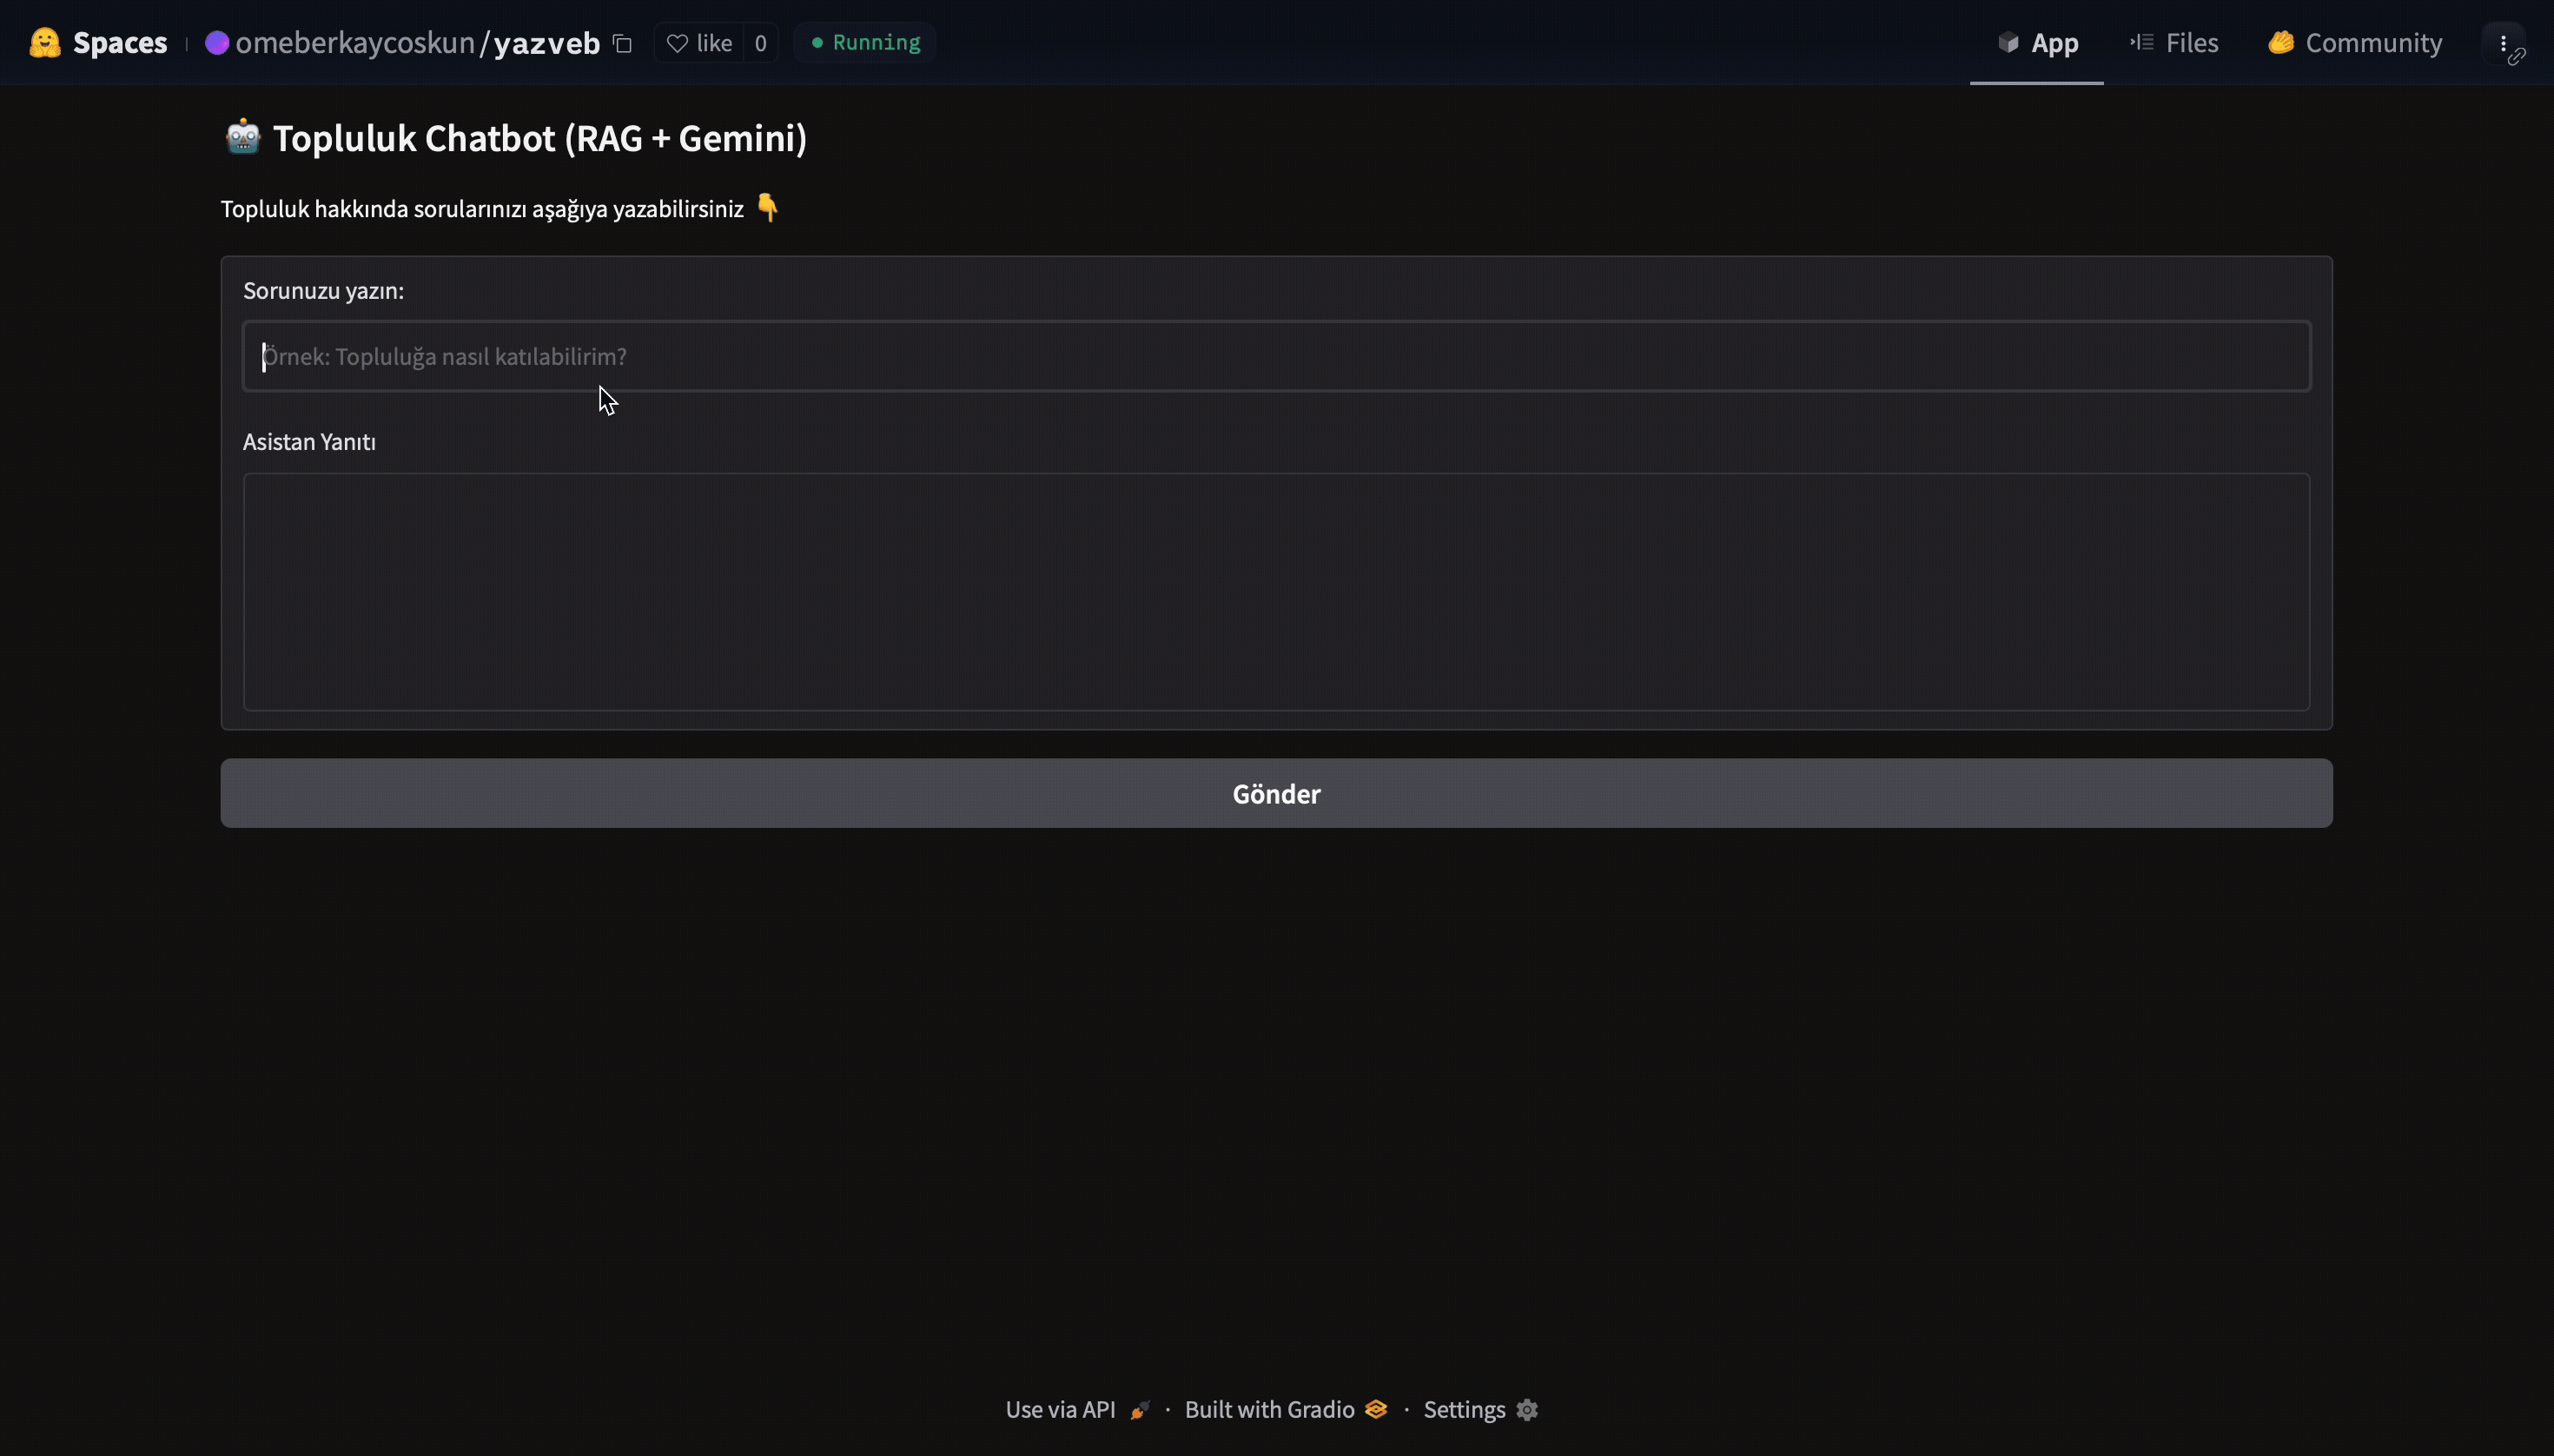 Spaces
omeberkaycoskun/yazveb
like 0
Running
App
Files
Community
Topluluk Chatbot (RAG + Gemini)
Topluluk hakkında sorularınızı aşağıya yazabilirsiniz
Sorunuzu yazın:
Örnek: Topluluğa nasıl katılabilirim?
Asistan Yanıtı
Gönder
Use via API · Built with Gradio · Settings